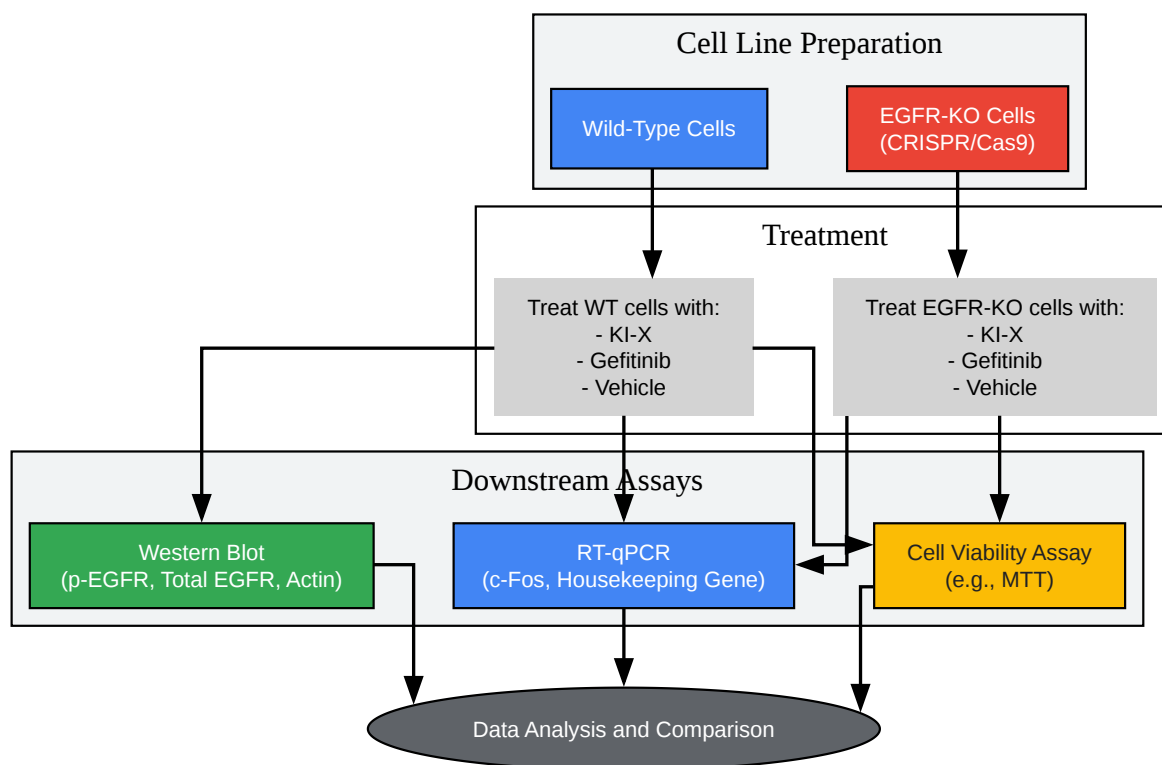 Cell Line Preparation
Wild-Type Cells
EGFR-KO Cells
(CRISPR/Cas9)
Treatment
Treat WT cells with:
- KI-X
- Gefitinib
- Vehicle
Treat EGFR-KO cells with:
- KI-X
- Gefitinib
- Vehicle
Downstream Assays
Western Blot
(p-EGFR, Total EGFR, Actin)
RT-qPCR
(c-Fos, Housekeeping Gene)
Cell Viability Assay
(e.g., MTT)
Data Analysis and Comparison